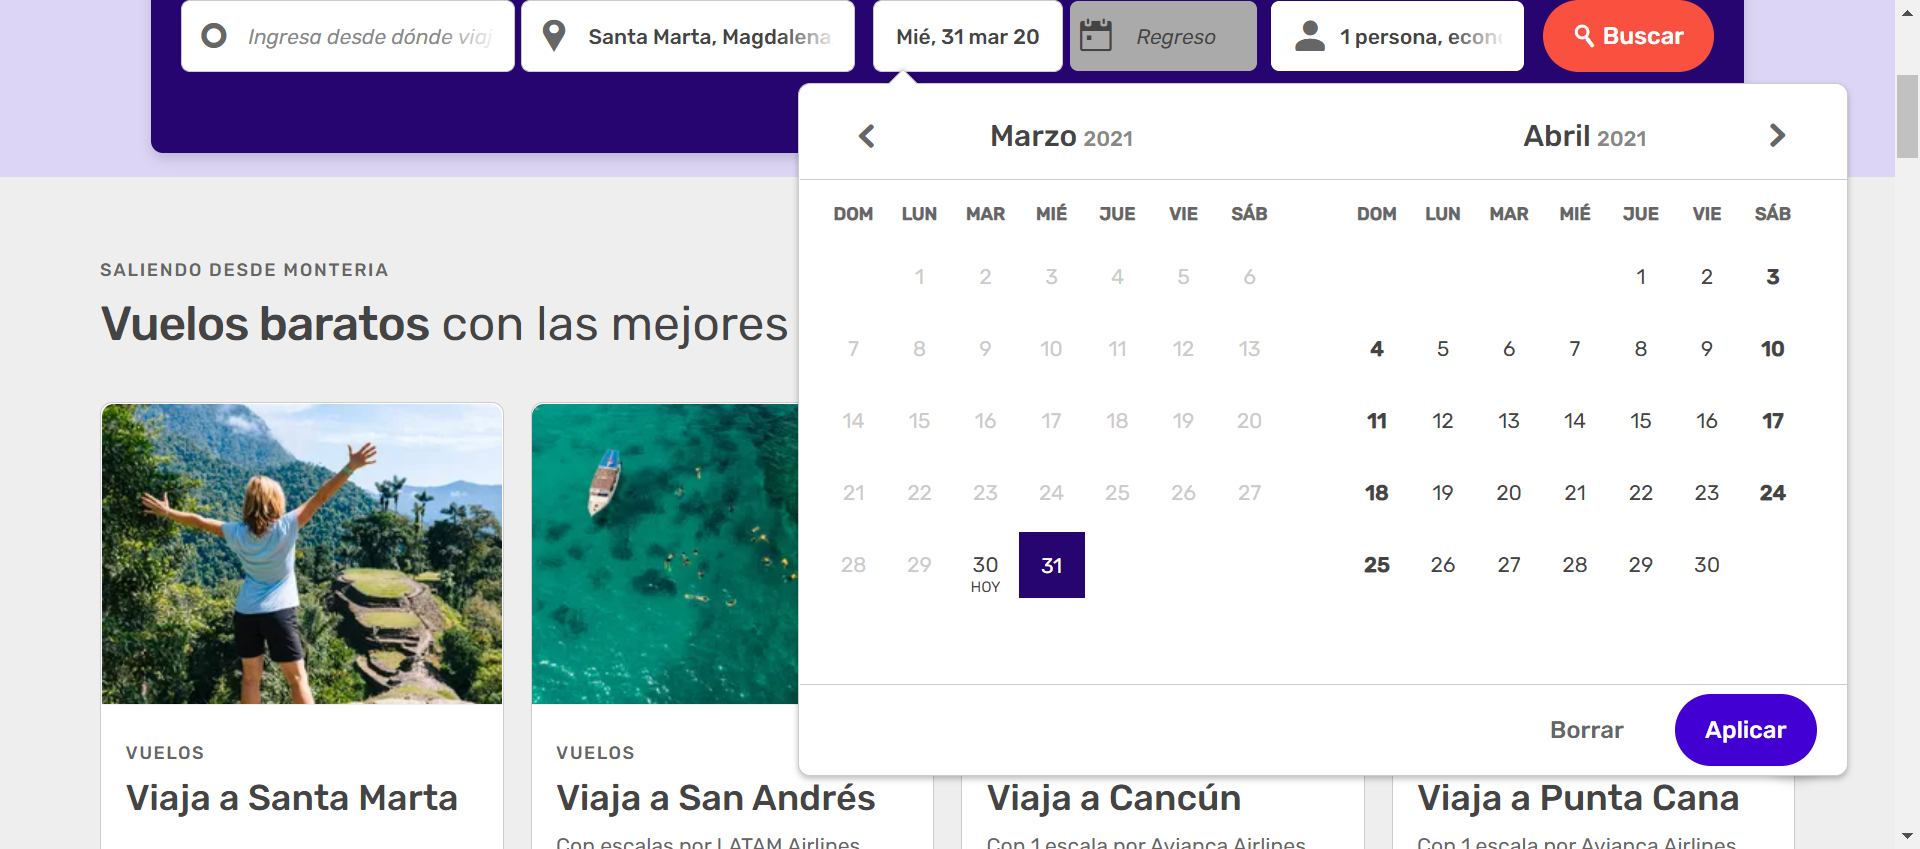 Ingresa desde dónde viaj
Santa Marta, Magdalena
Mié, 31 mar 20
Regreso
1 persona, econ
Buscar
Marzo 2021
Abril 2021
DOM LUN MAR MIÉ JUE VIE SÁB
1 2 3 4 5 6
7 8 9 10 11 12 13
14 15 16 17 18 19 20
21 22 23 24 25 26 27
28 29 30 31
HOY
DOM LUN MAR MIÉ JUE VIE SÁB
1 2 3
4 5 6 7 8 9 10
11 12 13 14 15 16 17
18 19 20 21 22 23 24
25 26 27 28 29 30
Borrar
Aplicar
SALIENDO DESDE MONTERIA
Vuelos baratos con las mejores
VUELOS
Viaja a Santa Marta
VUELOS
Viaja a San Andrés
Con escalas por LATAM Airlines
Viaja a Cancún
Con 1 escala por Avianca Airlines
Viaja a Punta Cana
Con 1 escala por Avianca Airlines